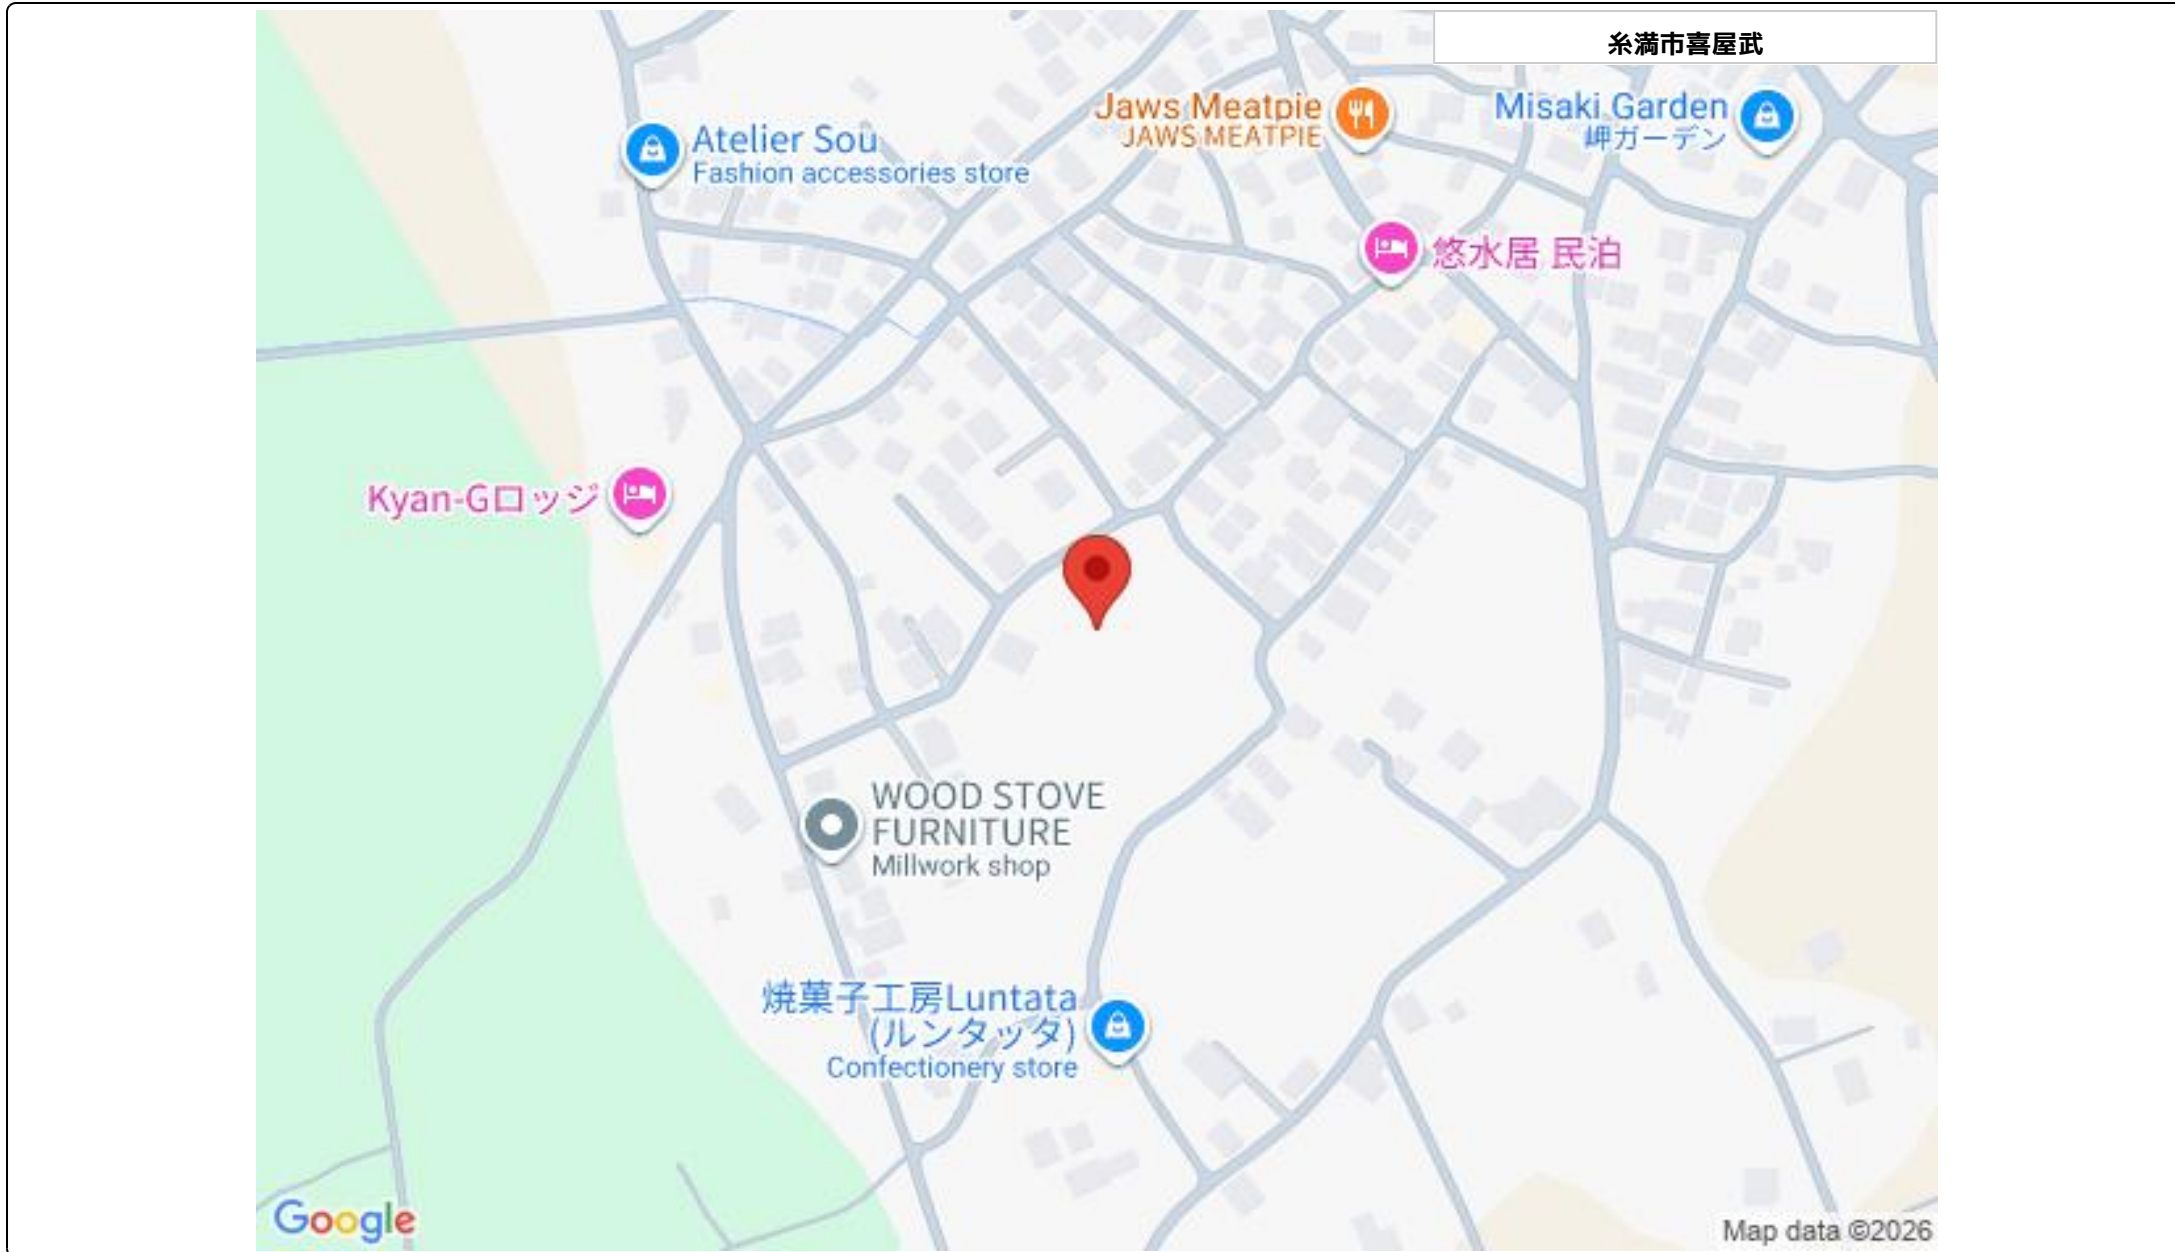 糸満市喜屋武
Jaws Meatpie
JAWS MEATPIE
Misaki Garden
岬ガーデン
Atelier Sou
Fashion accessories store
悠水居 民泊
Kyan-Gロッジ
WOOD STOVE
FURNITURE
Millwork shop
焼菓子工房Luntata
(ルンタッタ)
Confectionery store
Google
Map data ©2026